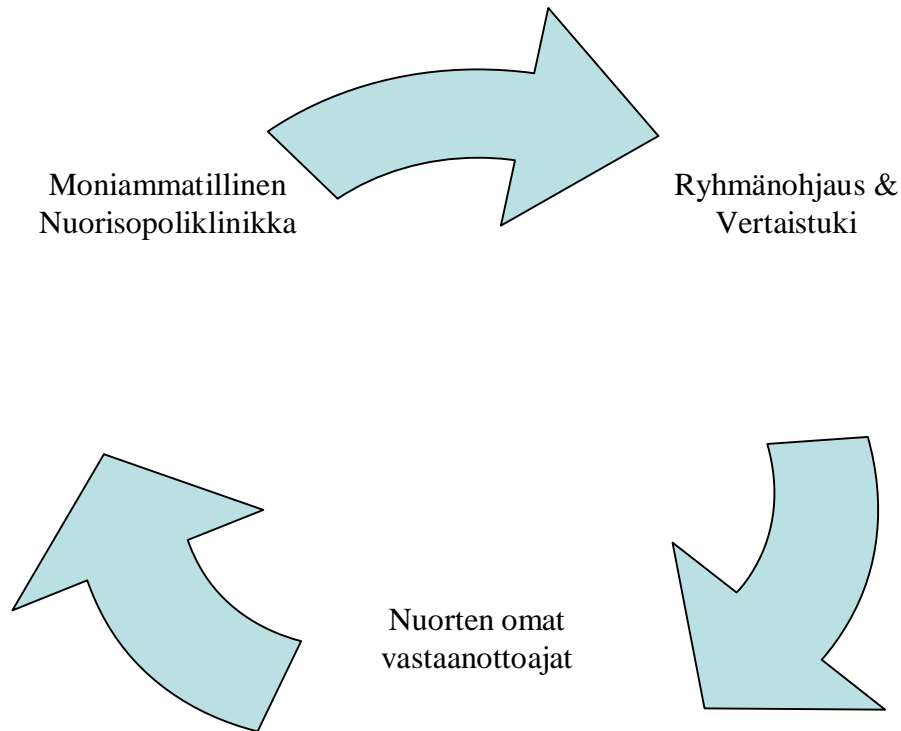 Moniammatillinen
Nuorisopoliklinikka
Ryhmänohjaus &
Vertaistuki
Nuorten omat
vastaanottoajat